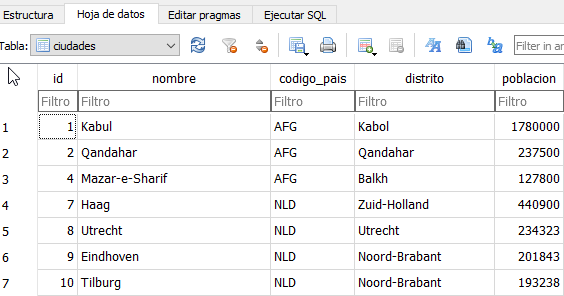 Estructura Hoja de datos Editar pragmas Ejecutar SQL
Tabla: ciudades Filter in an
id nombre codigo_pais distrito poblacion
Filtro Filtro Filtro Filtro Filtro
1 1 Kabul AFG Kabol 1780000
2 2 Qandahar AFG Qandahar 237500
3 4 Mazar-e-Sharif AFG Balkh 127800
4 7 Haag NLD Zuid-Holland 440900
5 8 Utrecht NLD Utrecht 234323
6 9 Eindhoven NLD Noord-Brabant 201843
7 10 Tilburg NLD Noord-Brabant 193238